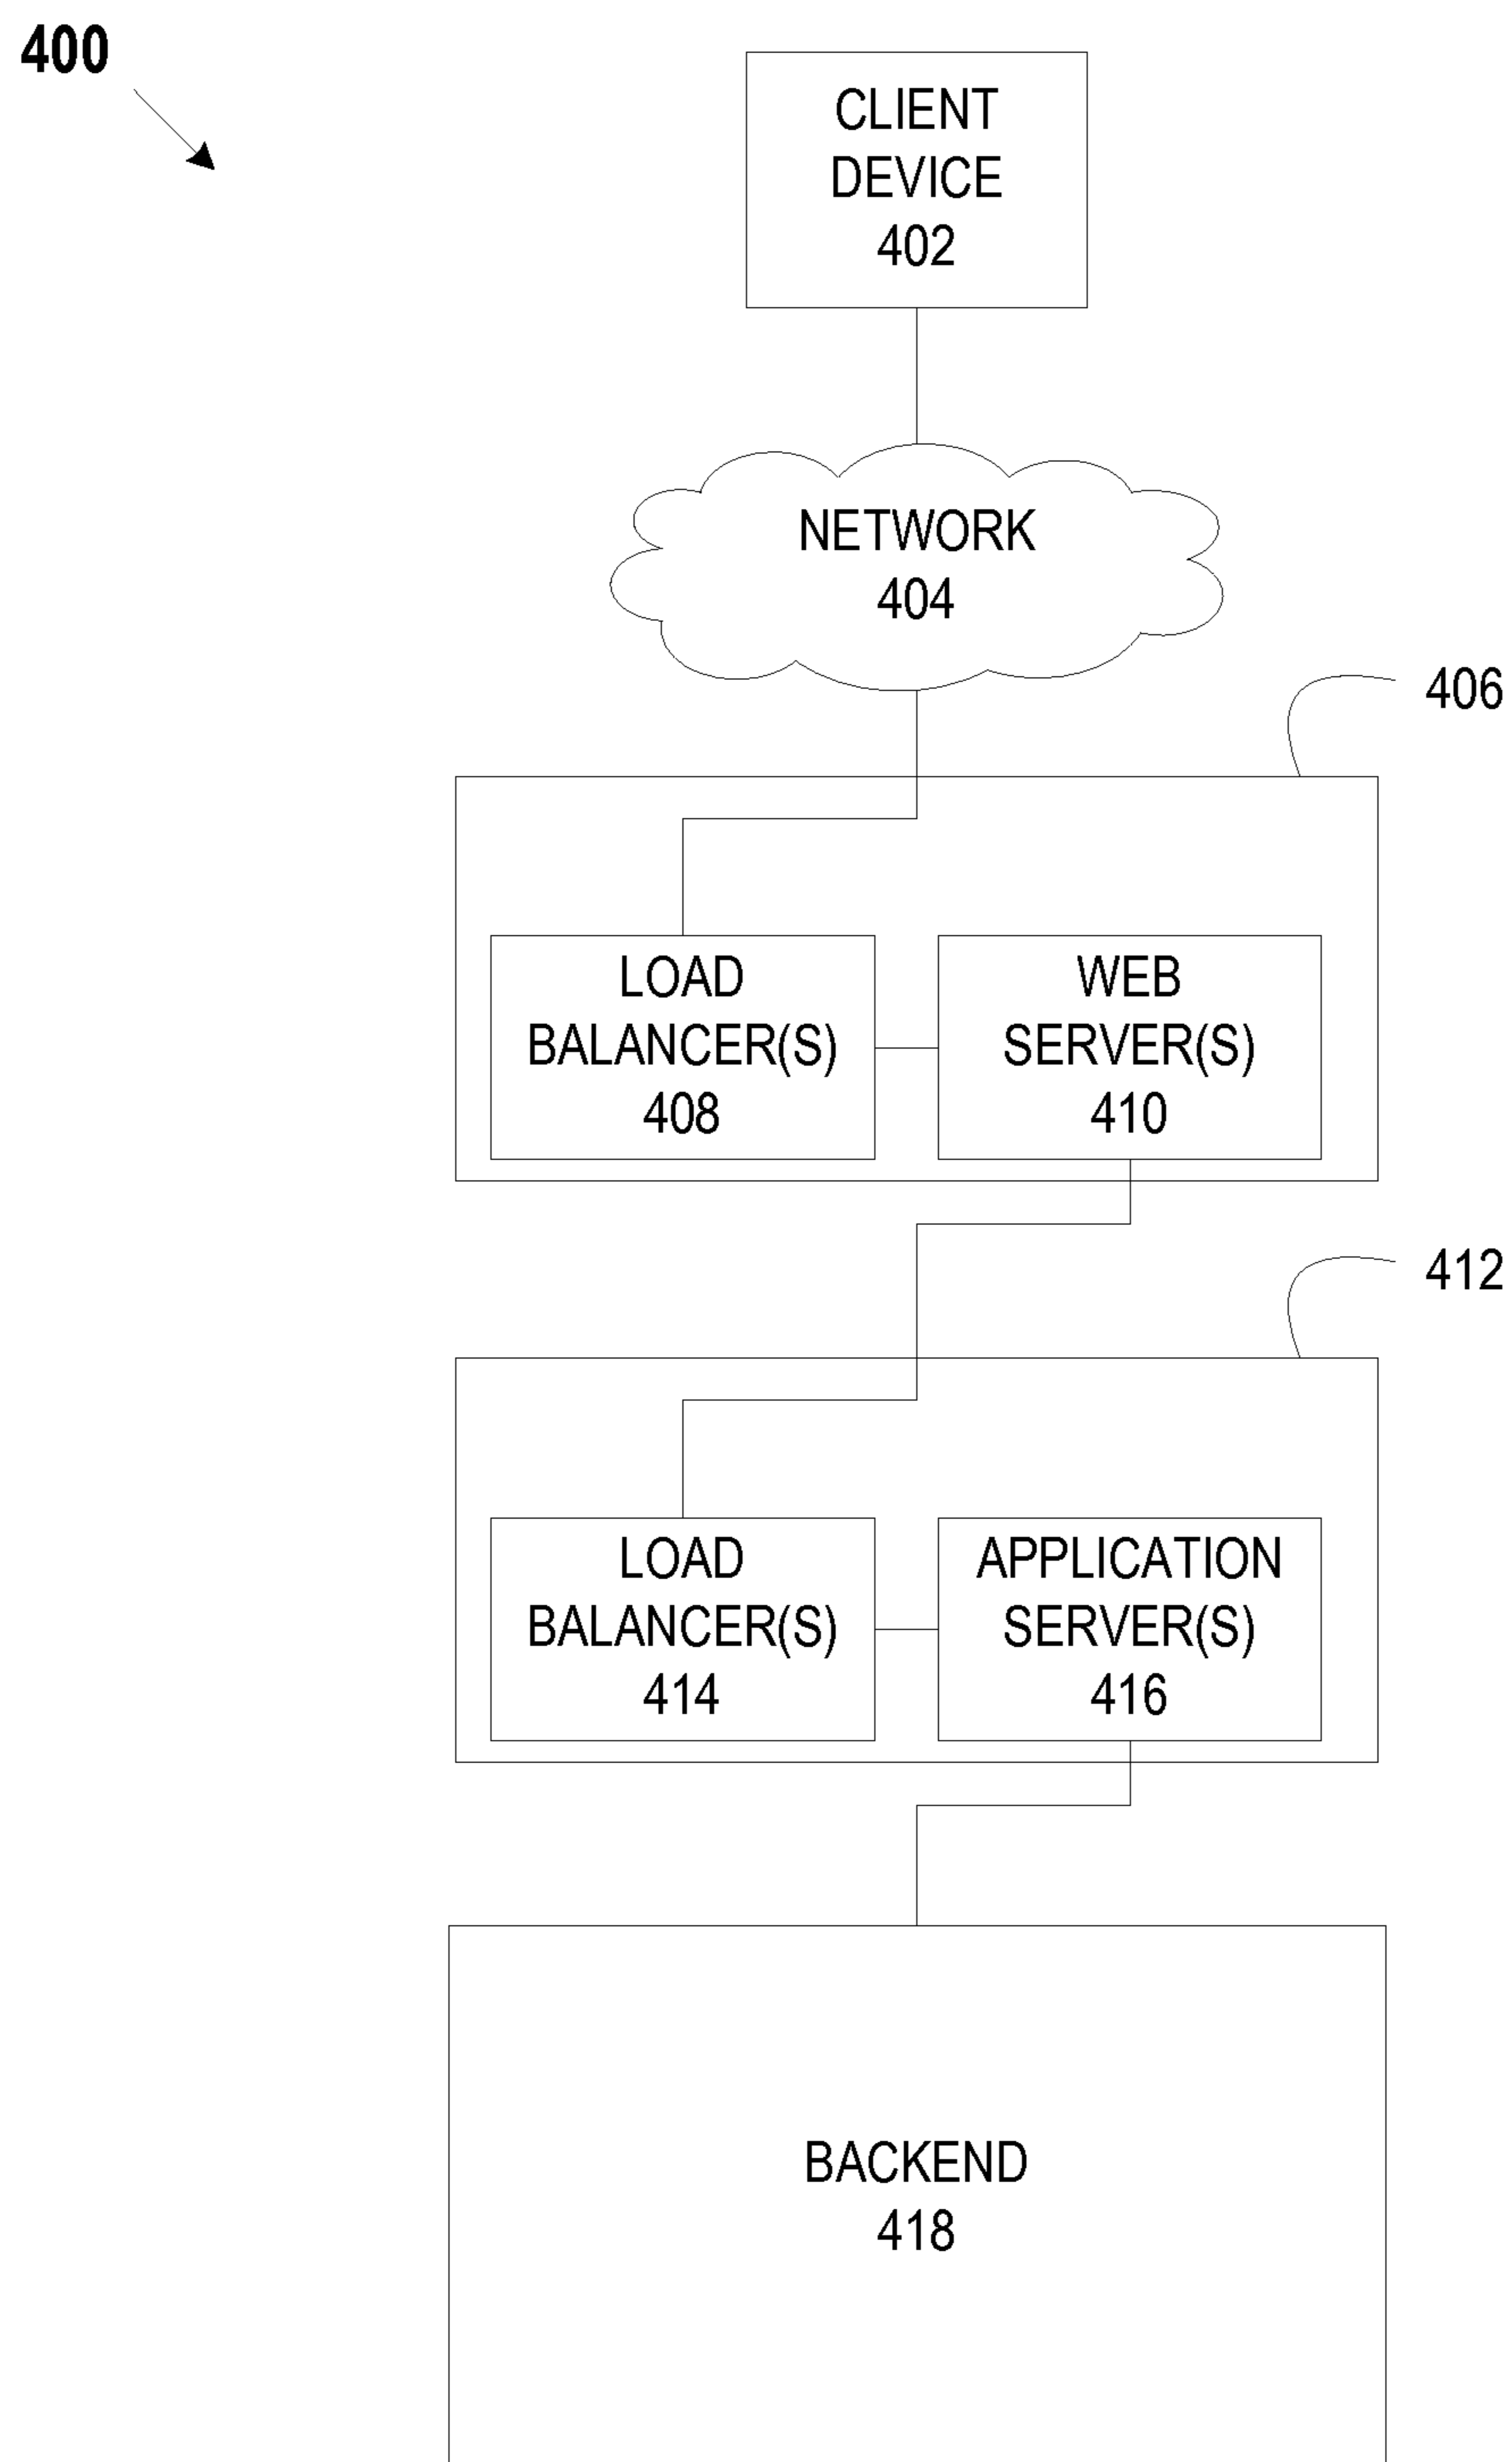 400
CLIENT
DEVICE
402
NETWORK
404
406
LOAD
BALANCER(S)
408
WEB
SERVER(S)
410
412
LOAD
BALANCER(S)
414
APPLICATION
SERVER(S)
416
BACKEND
418